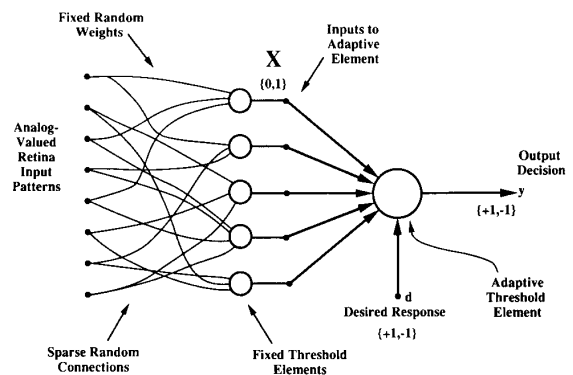 Fixed Random
Weights
X
{0,1}
Inputs to
Adaptive
Element
Analog-
Valued
Retina
Input
Patterns
Output
Decision
y
{+1,-1}
d
Desired Response
{+1,-1}
Adaptive
Threshold
Element
Sparse Random
Connections
Fixed Threshold
Elements